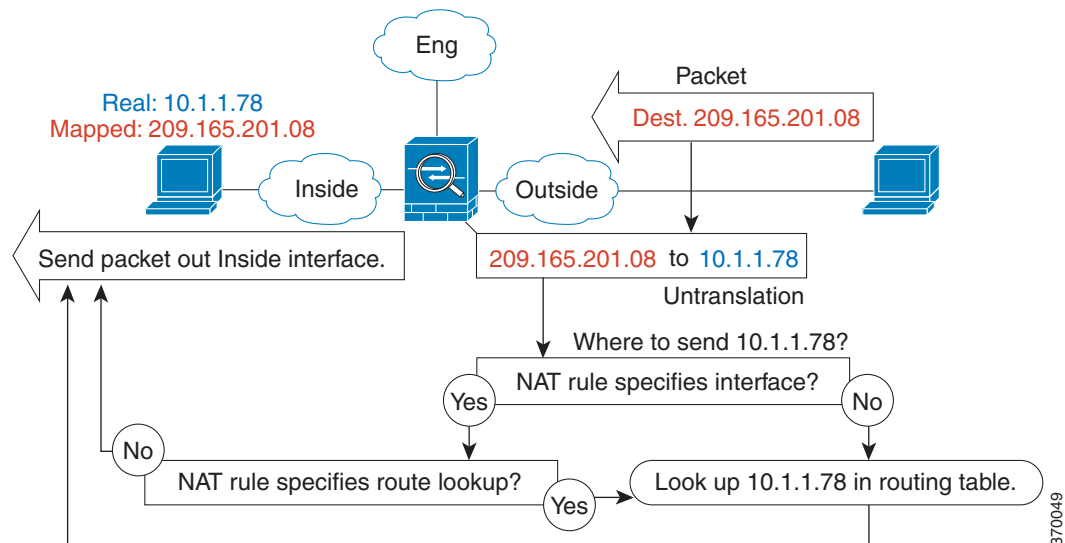 Eng
Packet
Real: 10.1.1.78
Mapped: 209.165.201.08
Dest. 209.165.201.08
Inside
Outside
Send packet out Inside interface.
209.165.201.08 to 10.1.1.78
Untranslation
Where to send 10.1.1.78?
NAT rule specifies interface?
Yes
No
No
NAT rule specifies route lookup?
Yes
Look up 10.1.1.78 in routing table.
370049